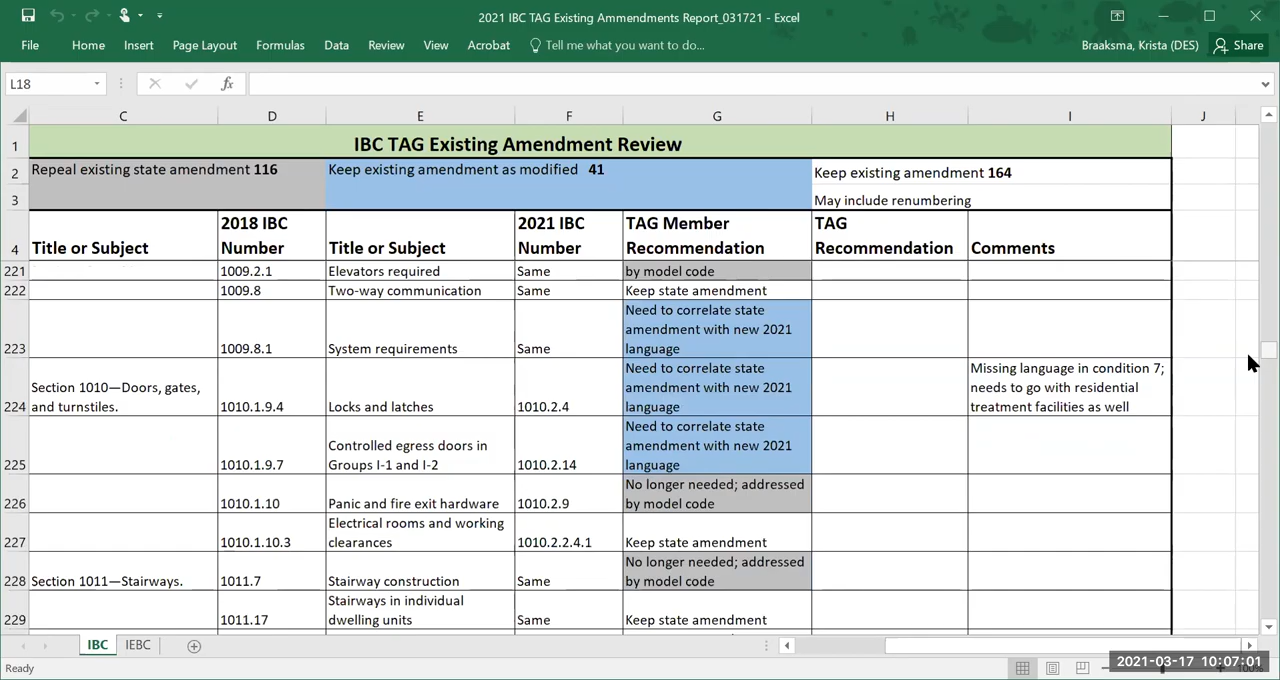 2021 IBC TAG Existing Ammendments Report_031721 - Excel
File Home Insert Page Layout Formulas Data Review View Acrobat Tell me what you want to do... Braaksma, Krista (DES) Share
L18 fx
C D E F G H I J
1 IBC TAG Existing Amendment Review
2 Repeal existing state amendment 116 Keep existing amendment as modified 41 Keep existing amendment 164
3 May include renumbering
2018 IBC 2021 IBC TAG Member TAG
4 Title or Subject Number Title or Subject Number Recommendation Recommendation Comments
221 1009.2.1 Elevators required Same by model code
222 1009.8 Two-way communication Same Keep state amendment
Need to correlate state
amendment with new 2021
223 1009.8.1 System requirements Same language
Need to correlate state Missing language in condition 7;
Section 1010—Doors, gates, amendment with new 2021 needs to go with residential
224 and turnstiles. 1010.1.9.4 Locks and latches 1010.2.4 language treatment facilities as well
Need to correlate state
Controlled egress doors in amendment with new 2021
225 1010.1.9.7 Groups I-1 and I-2 1010.2.14 language
No longer needed; addressed
226 1010.1.10 Panic and fire exit hardware 1010.2.9 by model code
Electrical rooms and working
227 1010.1.10.3 clearances 1010.2.2.4.1 Keep state amendment
No longer needed; addressed
228 Section 1011—Stairways. 1011.7 Stairway construction Same by model code
Stairways in individual
229 1011.17 dwelling units Same Keep state amendment
IBC IEBC
Ready 2021-03-17 10:07:01